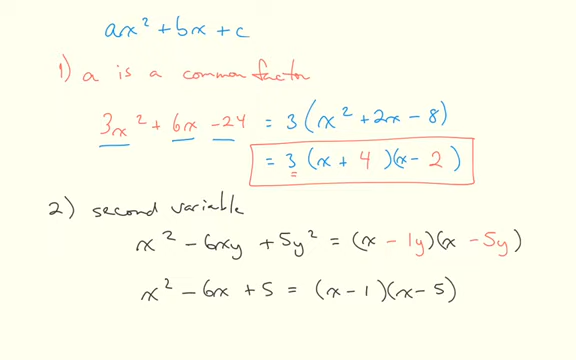 ax² + bx + c
1) a is a common factor
3x² + 6x - 24 = 3(x² + 2x - 8)
= 3(x + 4)(x - 2)
2) second variable
x² - 6xy + 5y² = (x - 1y)(x - 5y)
x² - 6x + 5 = (x - 1)(x - 5)